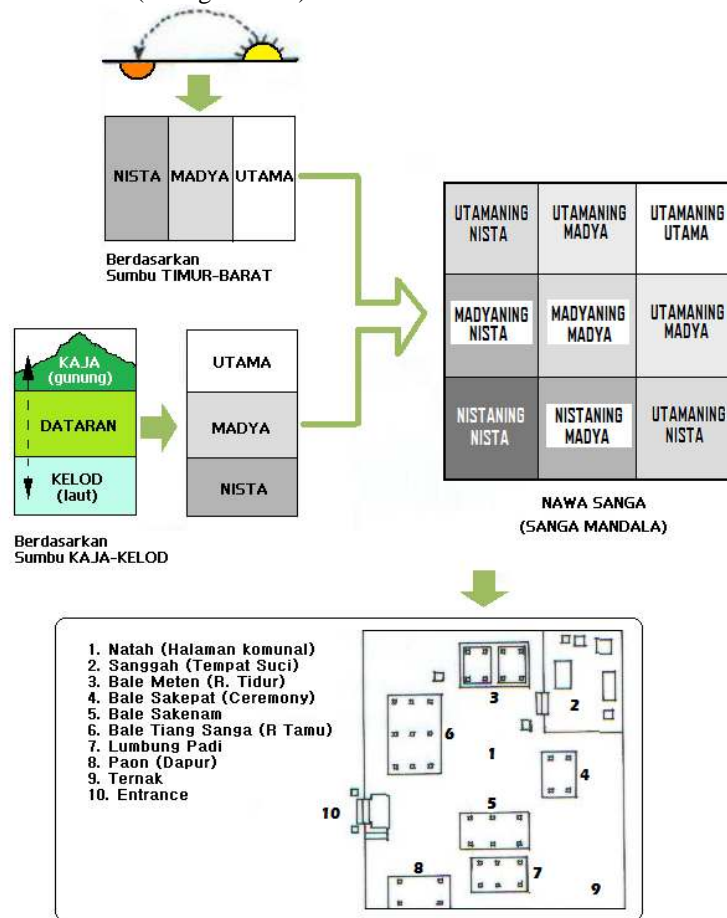 NISTA MADYA UTAMA
Berdasarkan
Sumbu TIMUR-BARAT
KAJA
(gunung)
DATARAN
KELOD
(laut)
UTAMA
MADYA
NISTA
Berdasarkan
Sumbu KAJA-KELOD
UTAMANING
NISTA
UTAMANING
MADYA
UTAMANING
UTAMA
MADYANING
NISTA
MADYANING
MADYA
UTAMANING
MADYA
NISTANING
NISTA
NISTANING
MADYA
UTAMANING
NISTA
NAWA SANGA
(SANGA MANDALA)
1. Natah (Halaman komunal)
2. Sanggah (Tempat Suci)
3. Bale Meten (R. Tidur)
4. Bale Sakepat (Ceremony)
5. Bale Sakenam
6. Bale Tiang Sanga (R Tamu)
7. Lumbung Padi
8. Paon (Dapur)
9. Ternak
10. Entrance
3
2
6
1
4
5
10
8
7
9